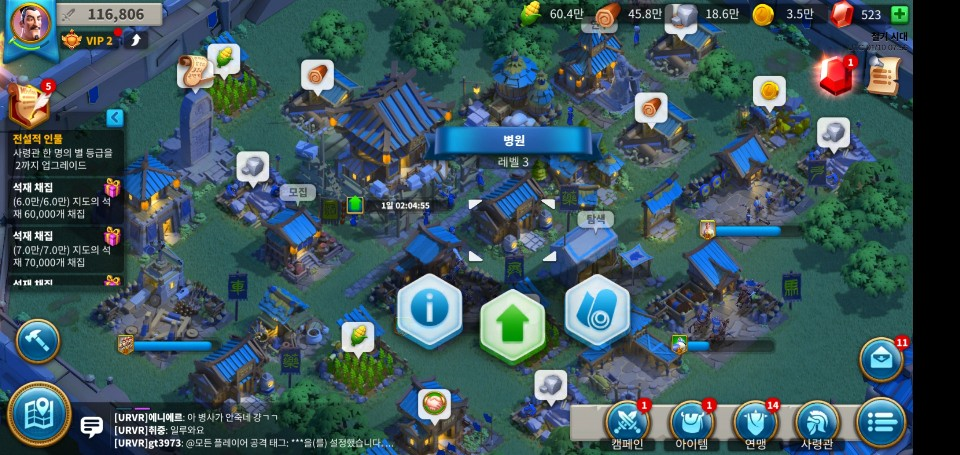 116,806
60.4만
45.8만
18.6만
3.5만
523
VIP 2
철기 시대
1
5
전설적 인물
사령관 한 명의 별 등급을
2까지 업그레이드
석재 채집
(6.0만/6.0만) 지도의 석
재 60,000개 채집
석재 채집
(7.0만/7.0만) 지도의 석
재 70,000개 채집
석재 채집
병원
레벨 3
모집
1일 02:04:55
탐색
11
[URVR]에니에르: 아 병사가 안죽네 걍ㄱㄱ
[URVR]취중: 일루와요
[URVR]gt3973: @모든 플레이어 공격 태그: ***을(를) 설정했습니다....
1
1
14
캠페인
아이템
연맹
사령관